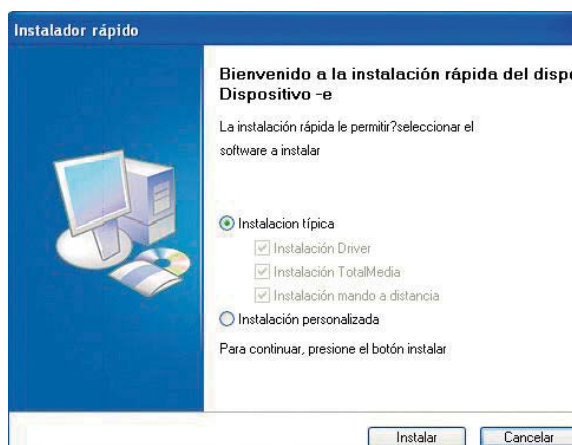 Instalador rápido
Bienvenido a la instalación rápida del dispo
Dispositivo -e
La instalación rápida le permitir?seleccionar el
software a instalar
Instalacion típica
Instalación Driver
Instalación TotalMedia
Instalación mando a distancia
Instalación personalizada
Para continuar, presione el botón instalar
Instalar
Cancelar